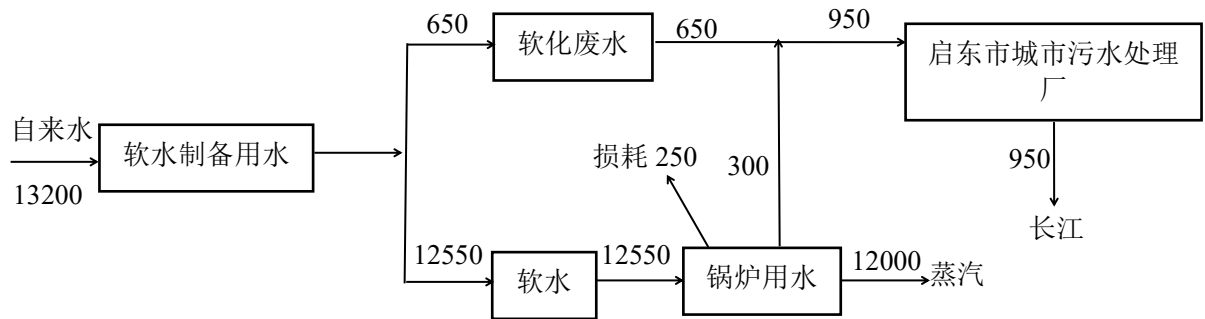 650
软化废水
650
950
启东市城市污水处理
厂
自来水
13200
软水制备用水
损耗 250
300
950
长江
12550
软水
12550
锅炉用水
12000
蒸汽